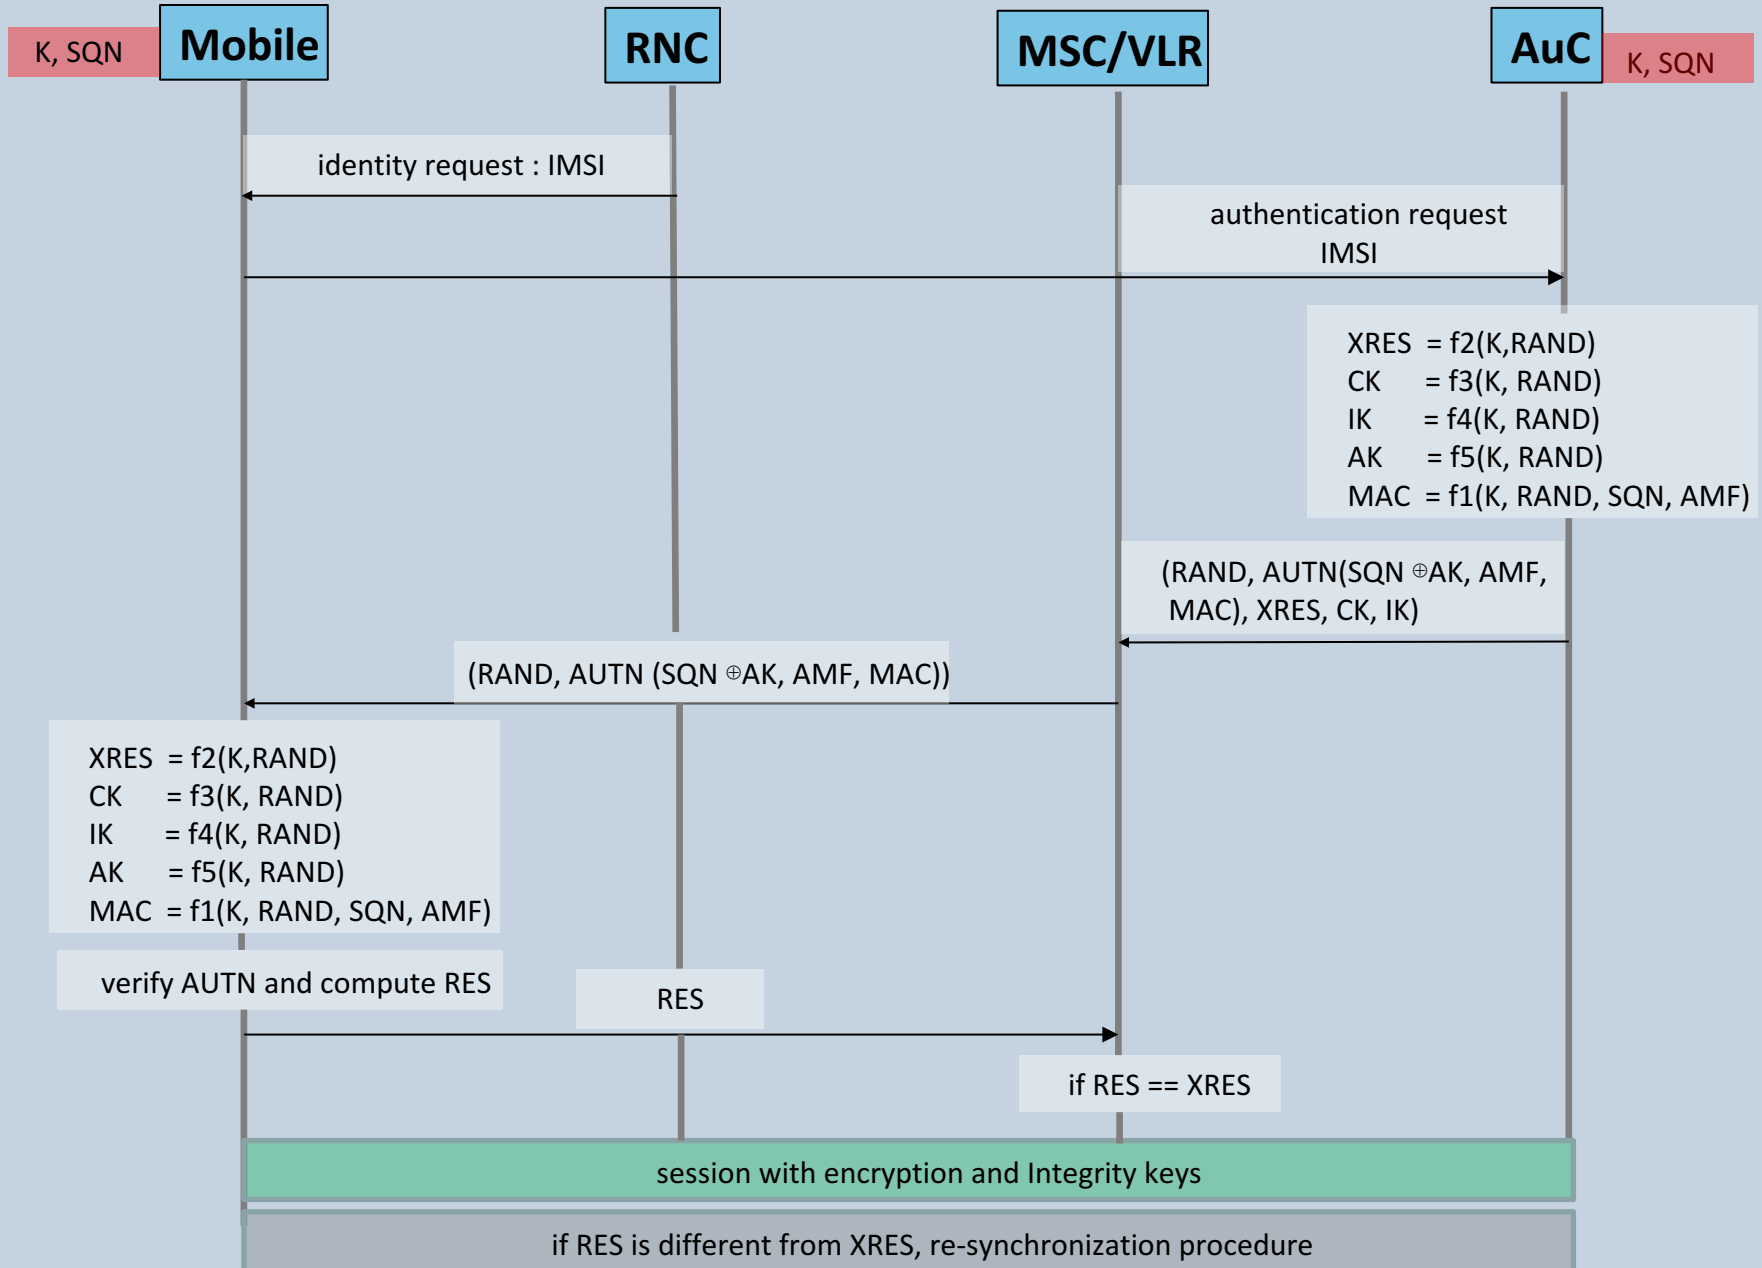 K, SQN
Mobile
RNC
MSC/VLR
AuC
K, SQN
identity request : IMSI
authentication request
IMSI
XRES = f2(K,RAND)
CK = f3(K, RAND)
IK = f4(K, RAND)
AK = f5(K, RAND)
MAC = f1(K, RAND, SQN, AMF)
(RAND, AUTN(SQN ⊕AK, AMF,
MAC), XRES, CK, IK)
(RAND, AUTN (SQN ⊕AK, AMF, MAC))
XRES = f2(K,RAND)
CK = f3(K, RAND)
IK = f4(K, RAND)
AK = f5(K, RAND)
MAC = f1(K, RAND, SQN, AMF)
verify AUTN and compute RES
RES
if RES == XRES
session with encryption and Integrity keys
if RES is different from XRES, re-synchronization procedure